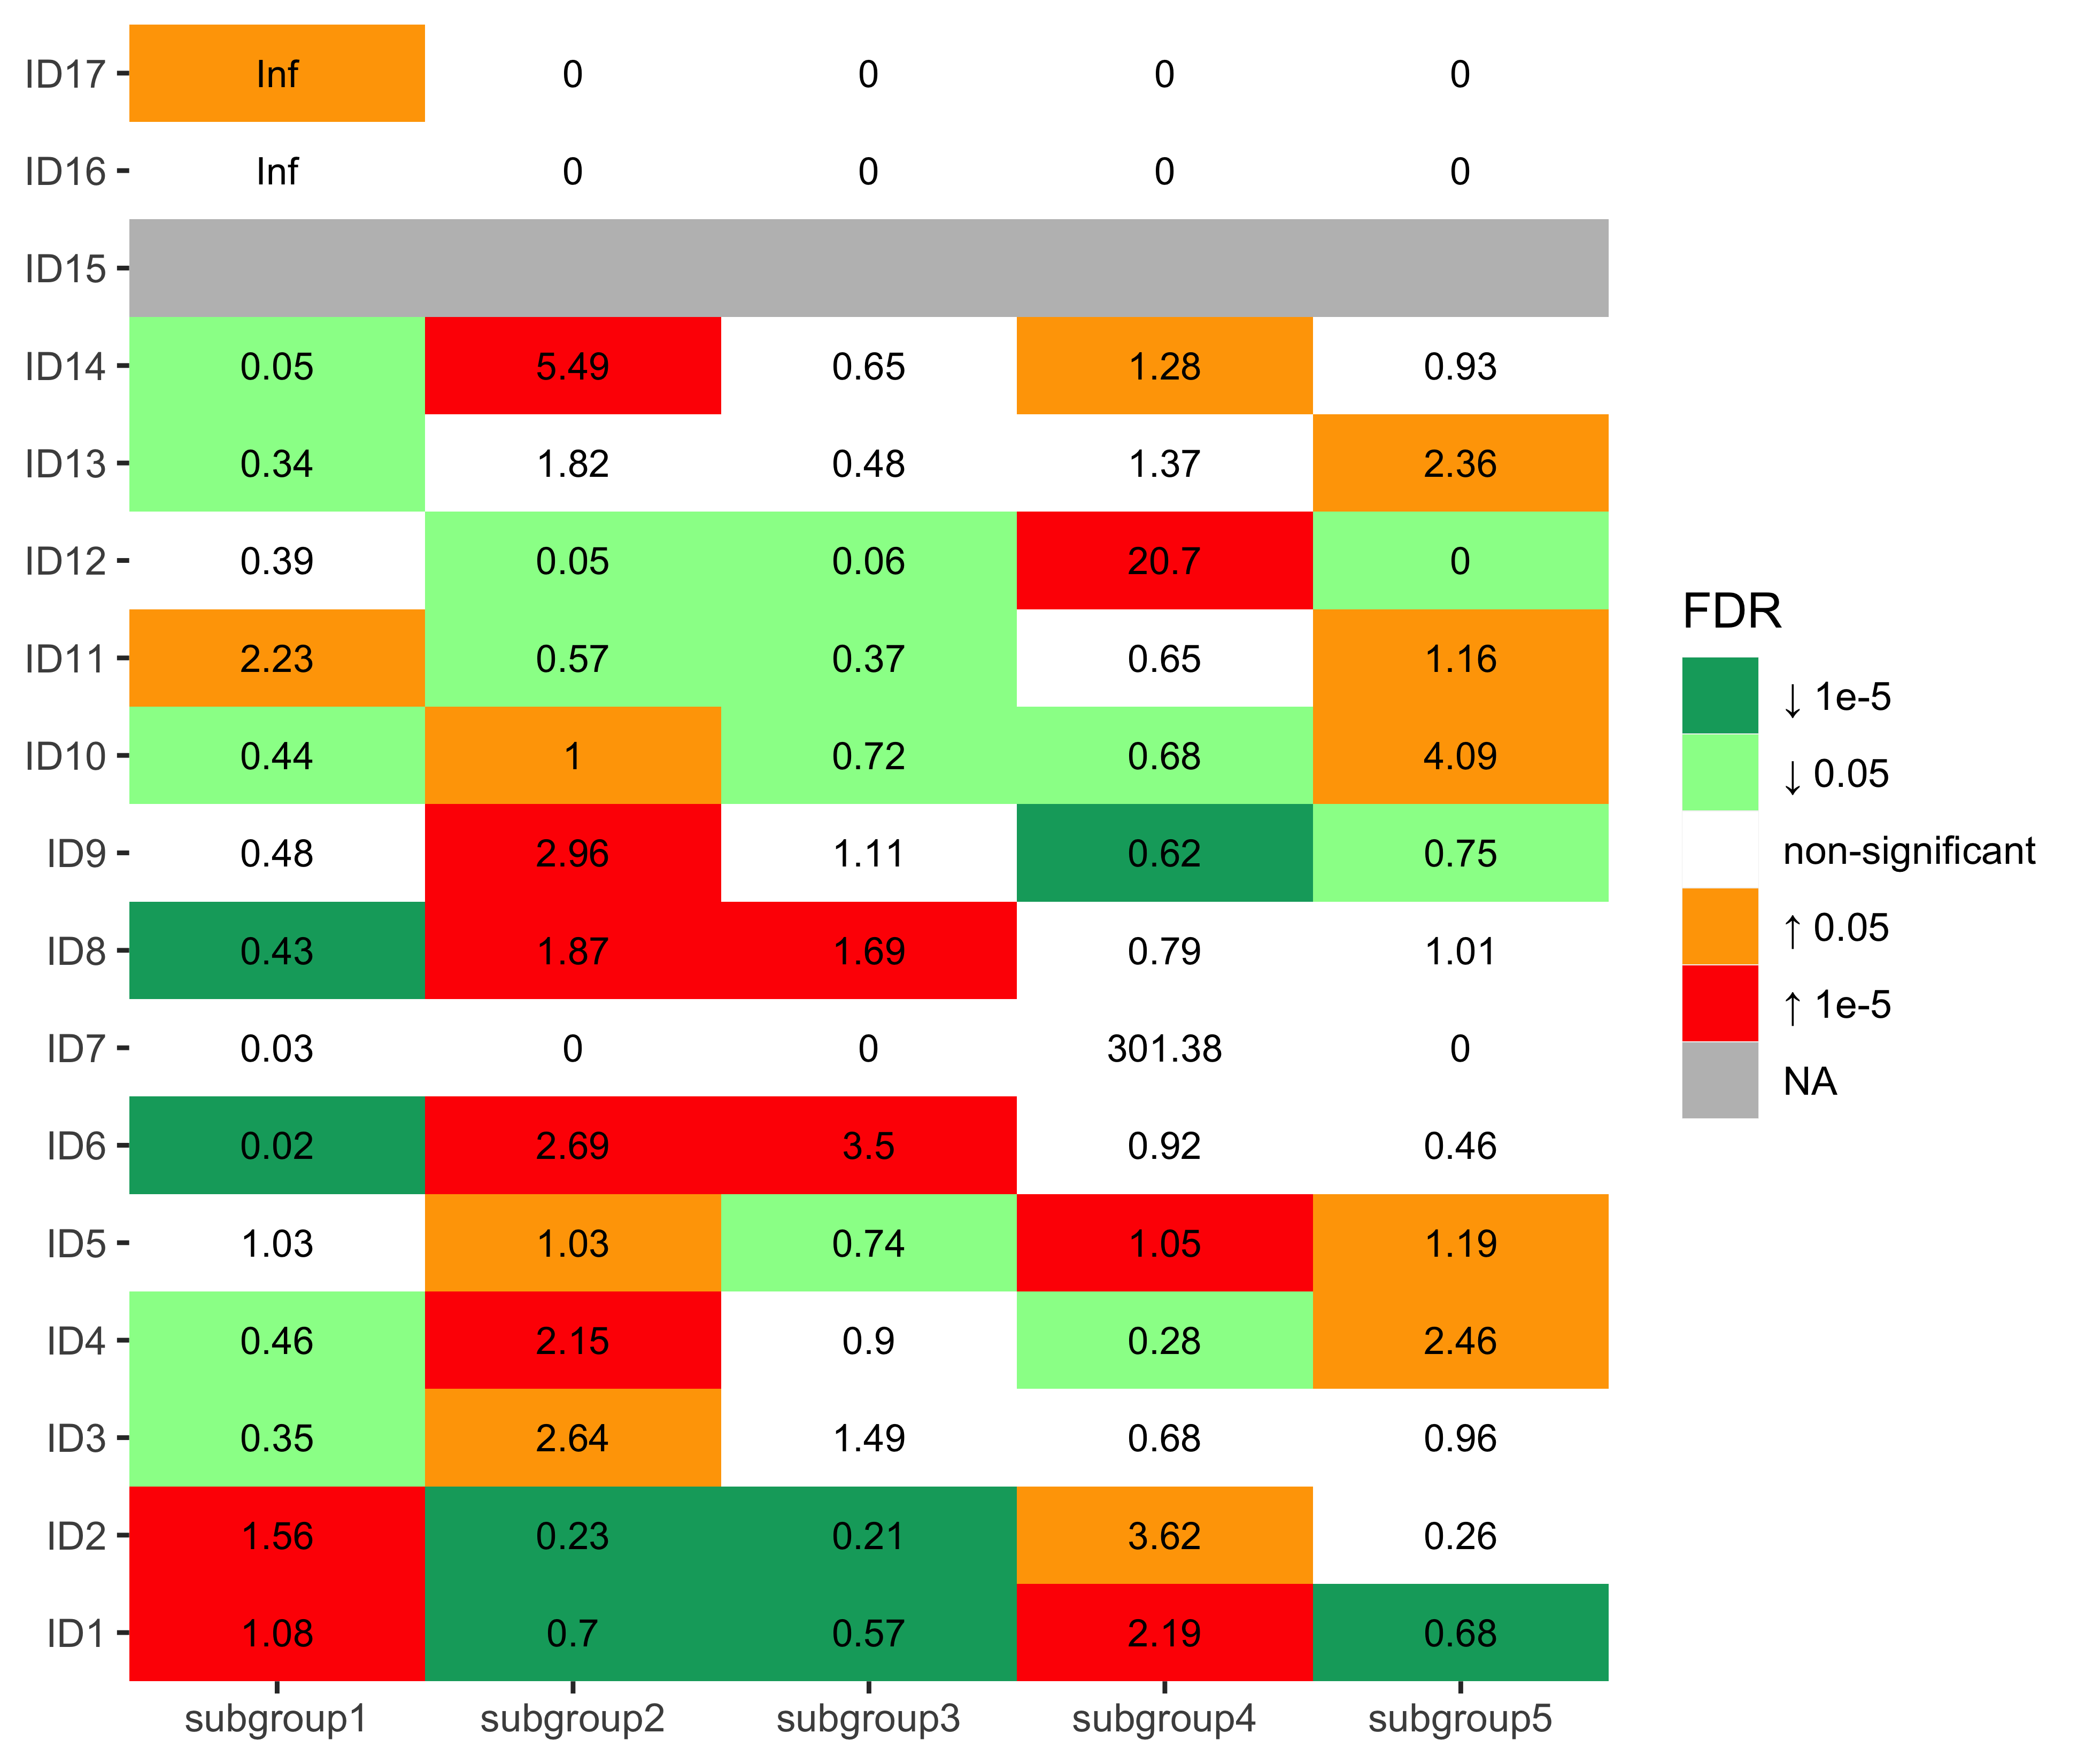 ID17 Inf 0 0 0 0
ID16 Inf 0 0 0 0
ID15
ID14 0.05 5.49 0.65 1.28 0.93
ID13 0.34 1.82 0.48 1.37 2.36
ID12 0.39 0.05 0.06 20.7 0
ID11 2.23 0.57 0.37 0.65 1.16
ID10 0.44 1 0.72 0.68 4.09
ID9 0.48 2.96 1.11 0.62 0.75
ID8 0.43 1.87 1.69 0.79 1.01
ID7 0.03 0 0 301.38 0
ID6 0.02 2.69 3.5 0.92 0.46
ID5 1.03 1.03 0.74 1.05 1.19
ID4 0.46 2.15 0.9 0.28 2.46
ID3 0.35 2.64 1.49 0.68 0.96
ID2 1.56 0.23 0.21 3.62 0.26
ID1 1.08 0.7 0.57 2.19 0.68
subgroup1 subgroup2 subgroup3 subgroup4 subgroup5
FDR
↓ 1e-5
↓ 0.05
non-significant
↑ 0.05
↑ 1e-5
NA